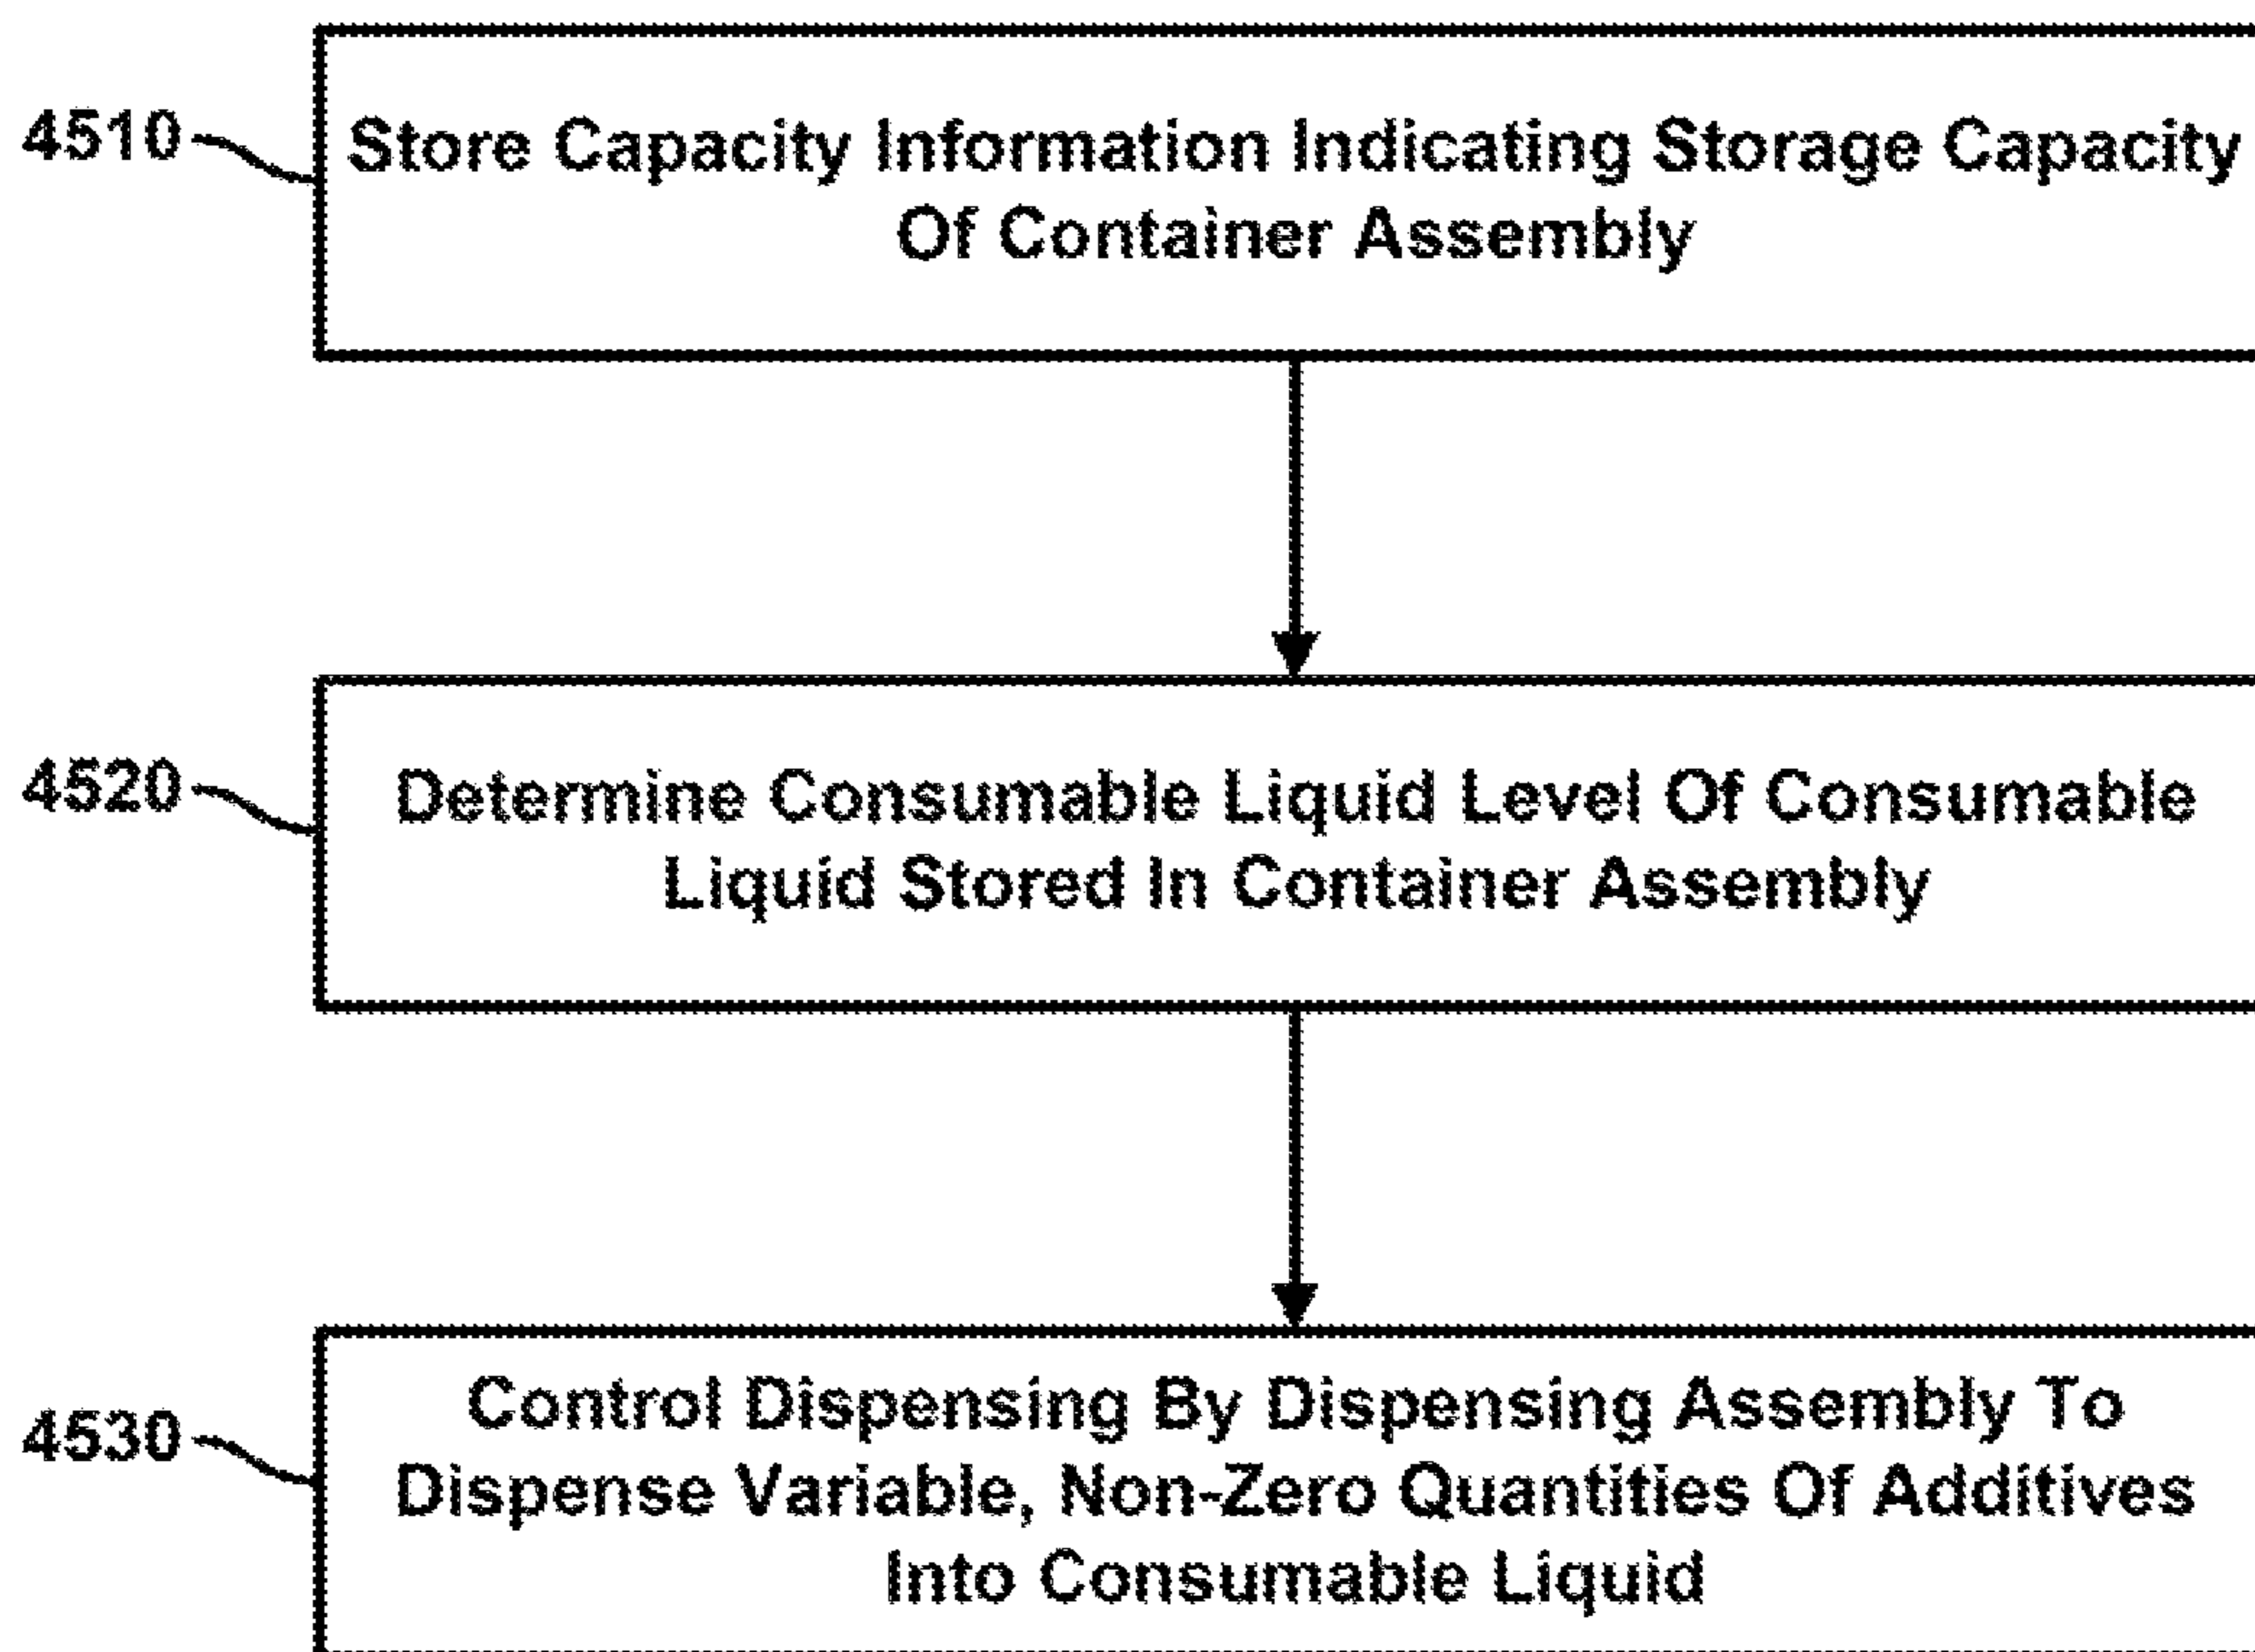 4510
Store Capacity Information Indicating Storage Capacity
Of Container Assembly
4520
Determine Consumable Liquid Level Of Consumable
Liquid Stored In Container Assembly
4530
Control Dispensing By Dispensing Assembly To
Dispense Variable, Non-Zero Quantities Of Additives
Into Consumable Liquid